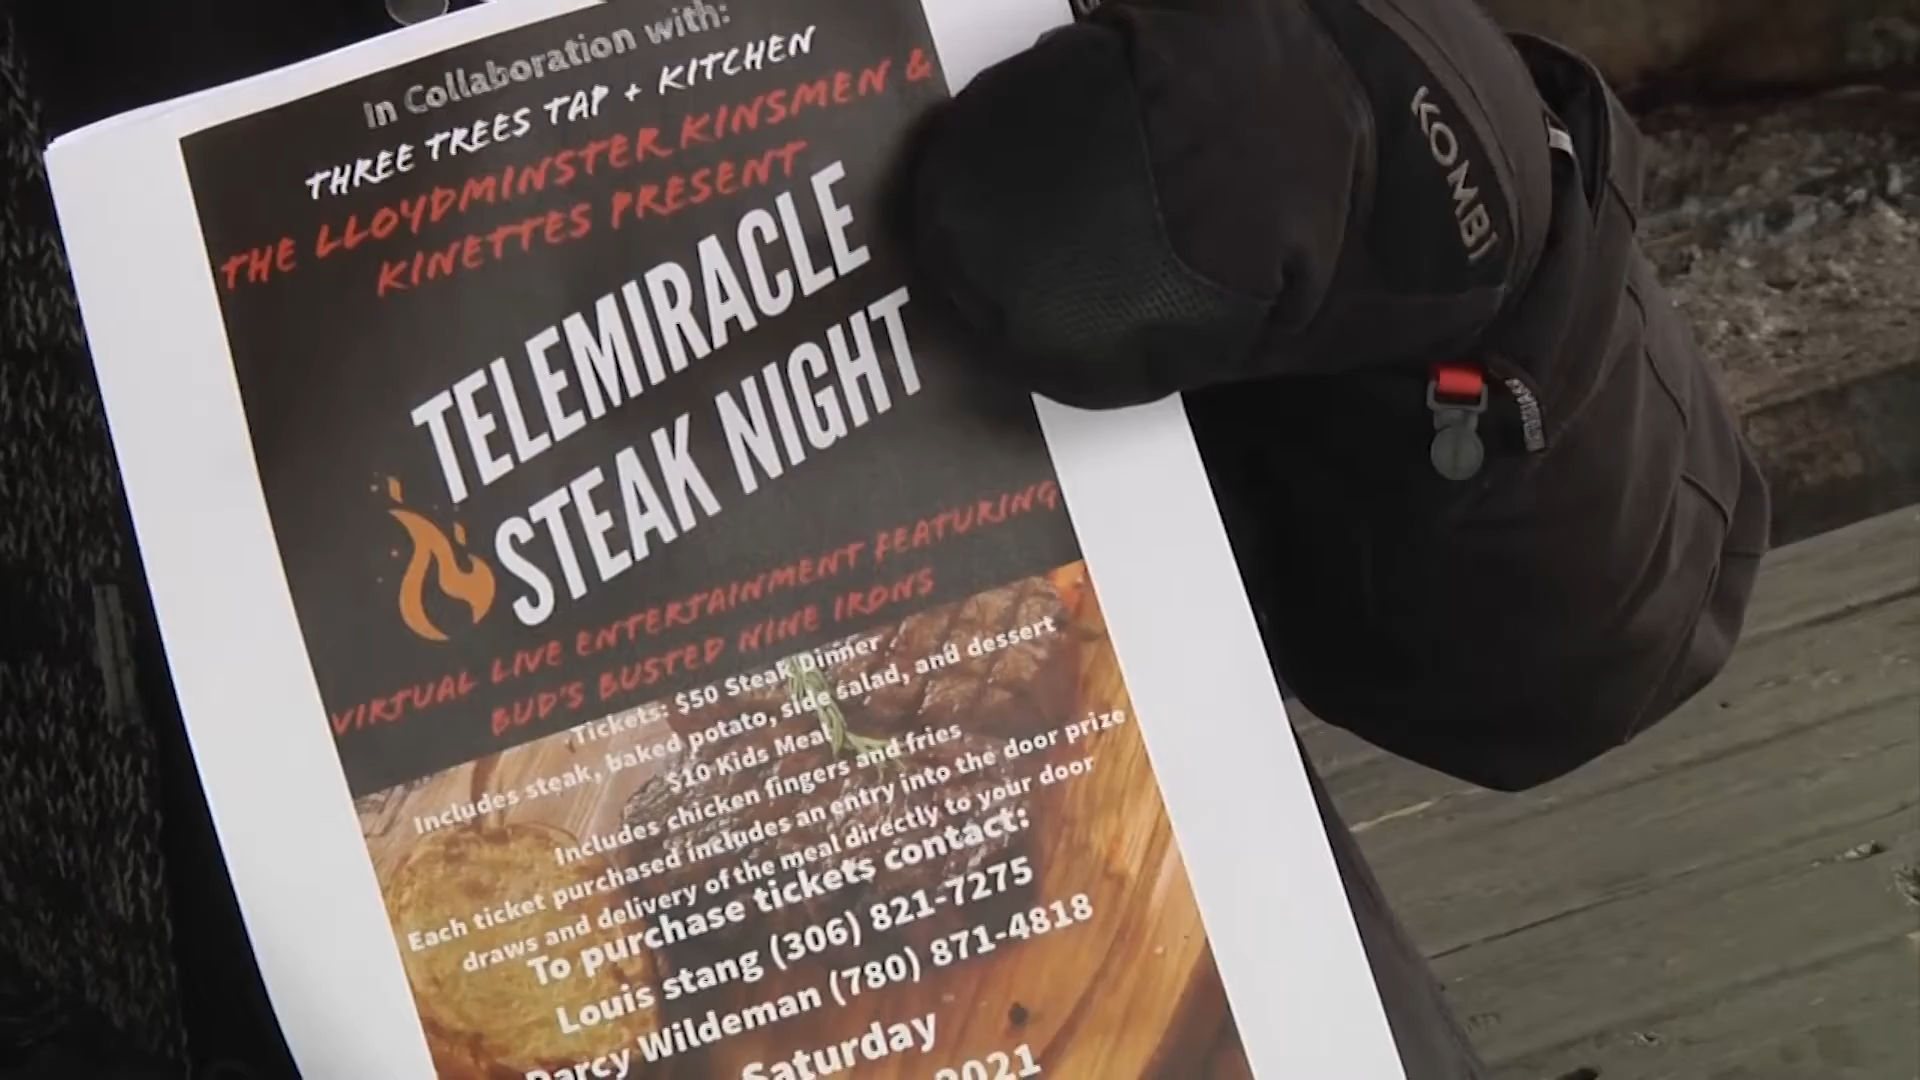 In Collaboration with:
THREE TREES TAP + KITCHEN
THE LLOYDMINSTER KINSMEN &
KINETTES PRESENT
TELEMIRACLE
STEAK NIGHT
VIRTUAL LIVE ENTERTAINMENT FEATURING
BUD'S BUSTED NINE IRONS
Tickets: $50 Steak Dinner
Includes steak, baked potato, side salad, and dessert
$10 Kids Meal
Includes chicken fingers and fries
Each ticket purchased includes an entry into the door prize
draws and delivery of the meal directly to your door
To purchase tickets contact:
Louis stang (306) 821-7275
Darcy Wildeman (780) 871-4818
Saturday
2021
KOMBI